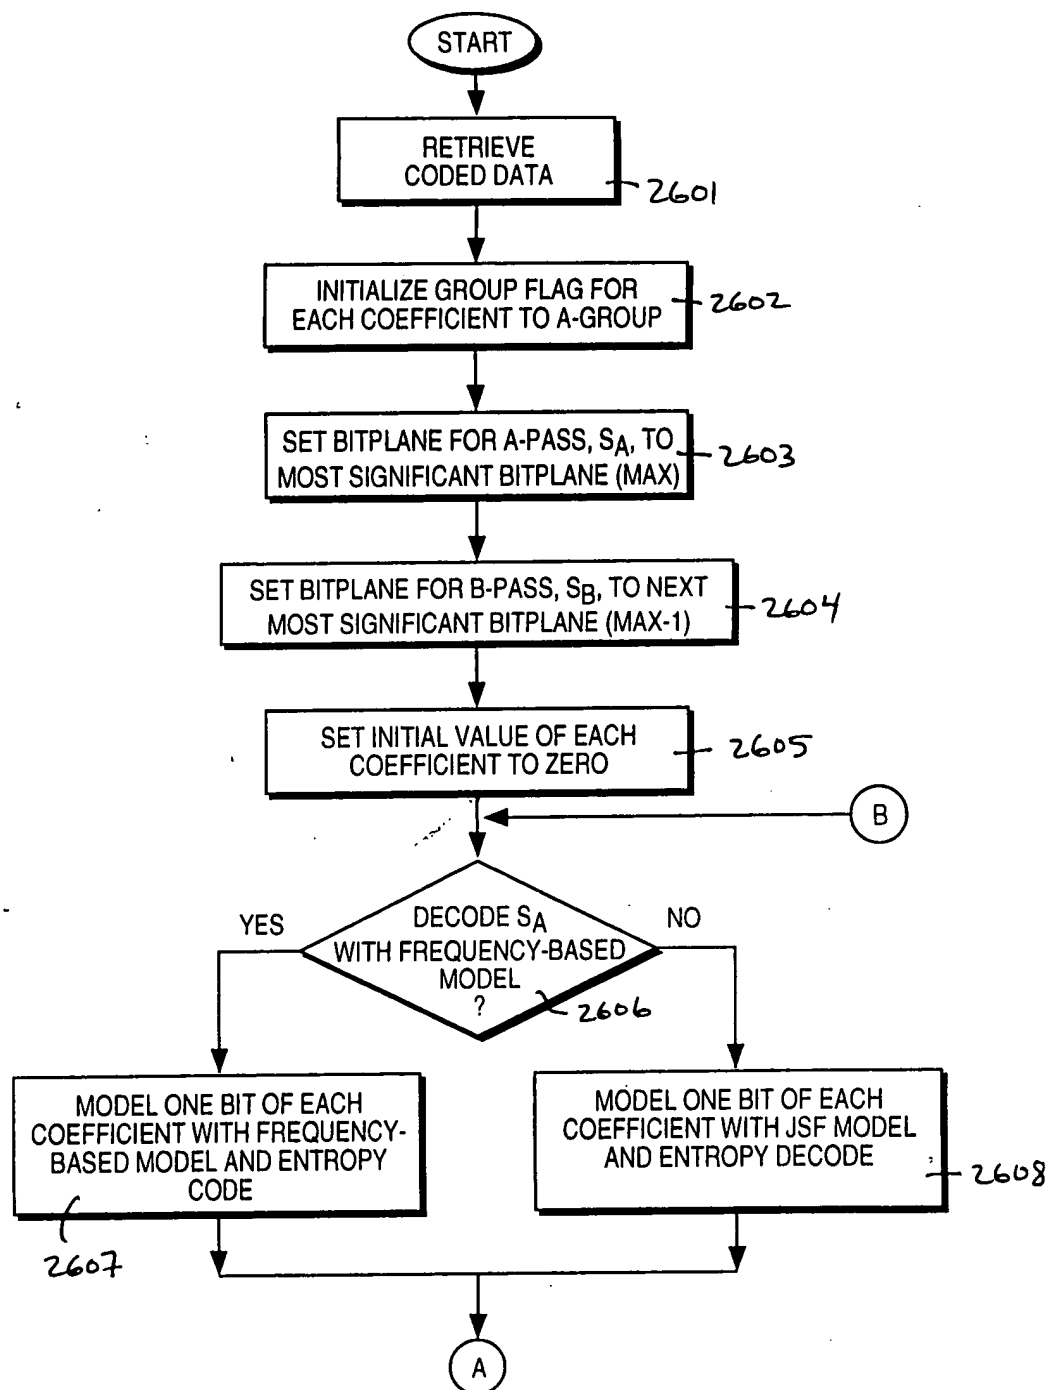 START
RETRIEVE
CODED DATA
2601
INITIALIZE GROUP FLAG FOR
EACH COEFFICIENT TO A-GROUP
2602
SET BITPLANE FOR A-PASS, SA, TO
MOST SIGNIFICANT BITPLANE (MAX)
2603
SET BITPLANE FOR B-PASS, SB, TO NEXT
MOST SIGNIFICANT BITPLANE (MAX-1)
2604
SET INITIAL VALUE OF EACH
COEFFICIENT TO ZERO
2605
B
DECODE SA
WITH FREQUENCY-BASED
MODEL
?
2606
YES
NO
MODEL ONE BIT OF EACH
COEFFICIENT WITH FREQUENCY-
BASED MODEL AND ENTROPY
CODE
2607
MODEL ONE BIT OF EACH
COEFFICIENT WITH JSF MODEL
AND ENTROPY DECODE
2608
A